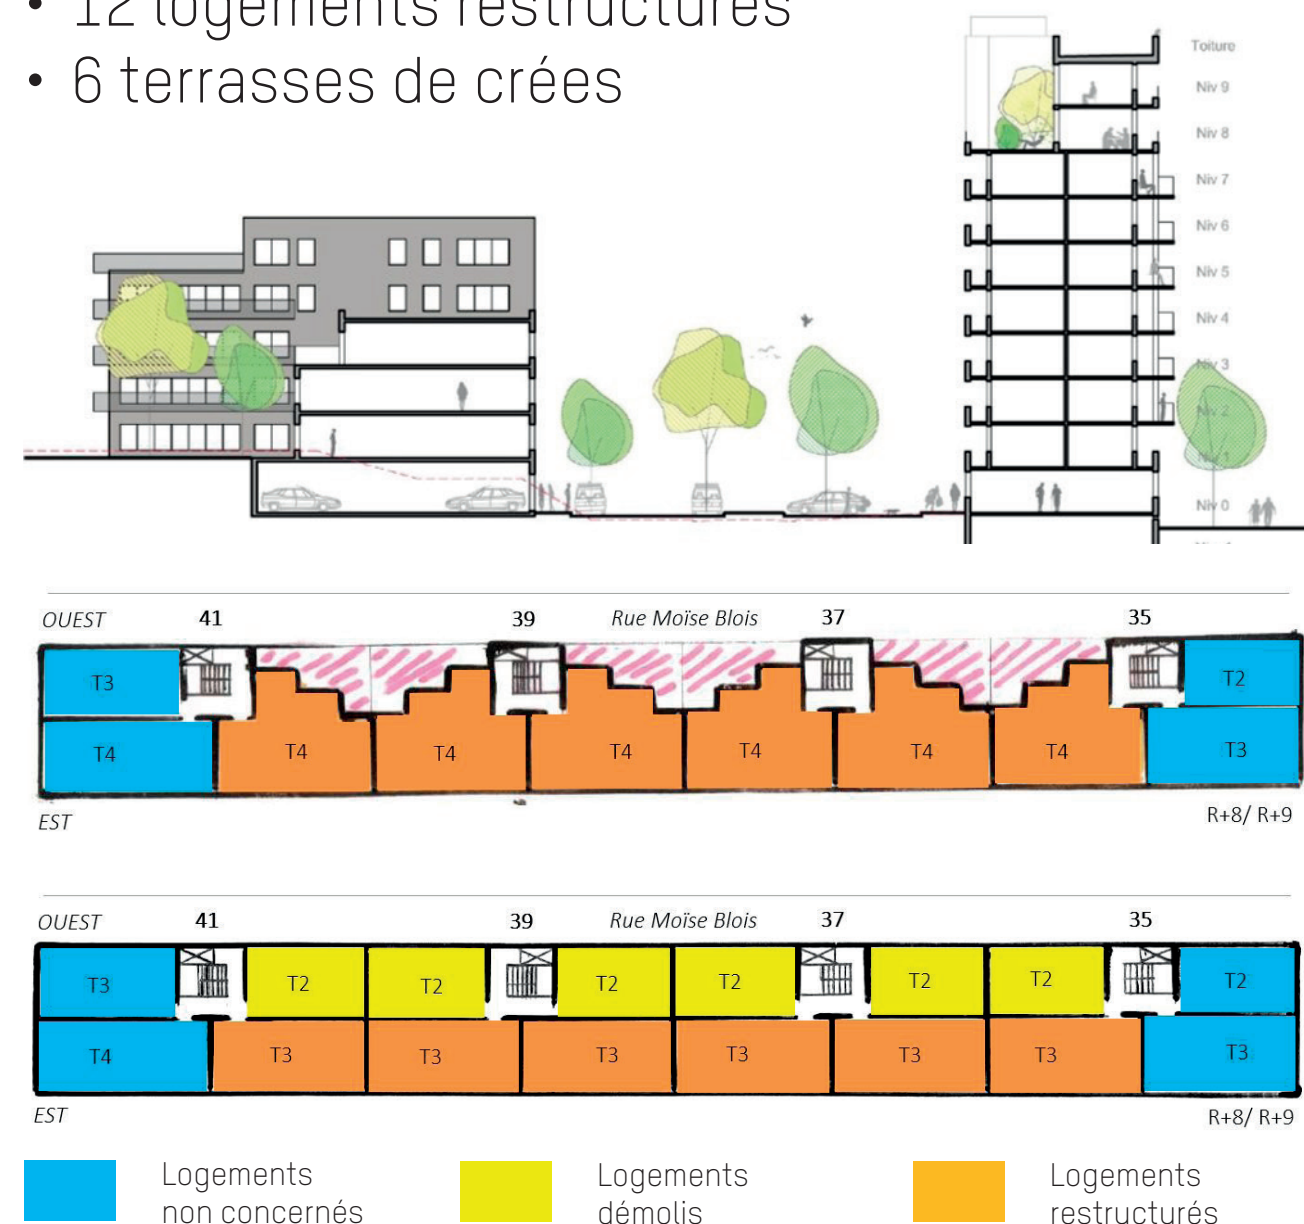 • 12 logements restructurés
• 6 terrasses de crées
Toiture
Niv 9
Niv 8
Niv 7
Niv 6
Niv 5
Niv 4
Niv 3
Niv 2
Niv 1
Niv 0
OUEST 41 39 Rue Moïse Blois 37 35
T3 T2
T4 T4 T4 T4 T4 T4 T4 T3
EST R+8/ R+9
OUEST 41 39 Rue Moïse Blois 37 35
T3 T2 T2 T2 T2 T2 T2 T2
T4 T3 T3 T3 T3 T3 T3 T3
EST R+8/ R+9
Logements non concernés
Logements démolis
Logements restructurés